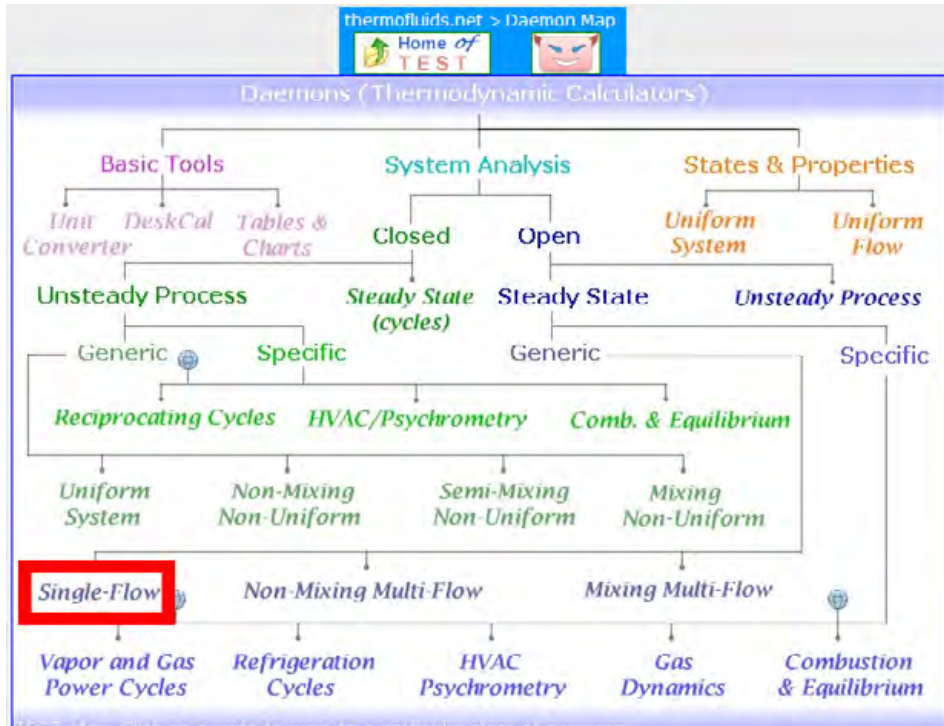 thermofluids.net > Daemon Map
Home of
TEST
Daemons (Thermodynamic Calculators)
Basic Tools
System Analysis
States & Properties
Unit
Converter
DeskCal
Tables &
Charts
Closed
Open
Uniform
System
Uniform
Flow
Unsteady Process
Steady State
(cycles)
Steady State
Unsteady Process
Generic
Specific
Generic
Specific
Reciprocating Cycles
HVAC/Psychrometry
Comb. & Equilibrium
Uniform
System
Non-Mixing
Non-Uniform
Semi-Mixing
Non-Uniform
Mixing
Non-Uniform
Single-Flow
Non-Mixing Multi-Flow
Mixing Multi-Flow
Vapor and Gas
Power Cycles
Refrigeration
Cycles
HVAC
Psychrometry
Gas
Dynamics
Combustion
& Equilibrium